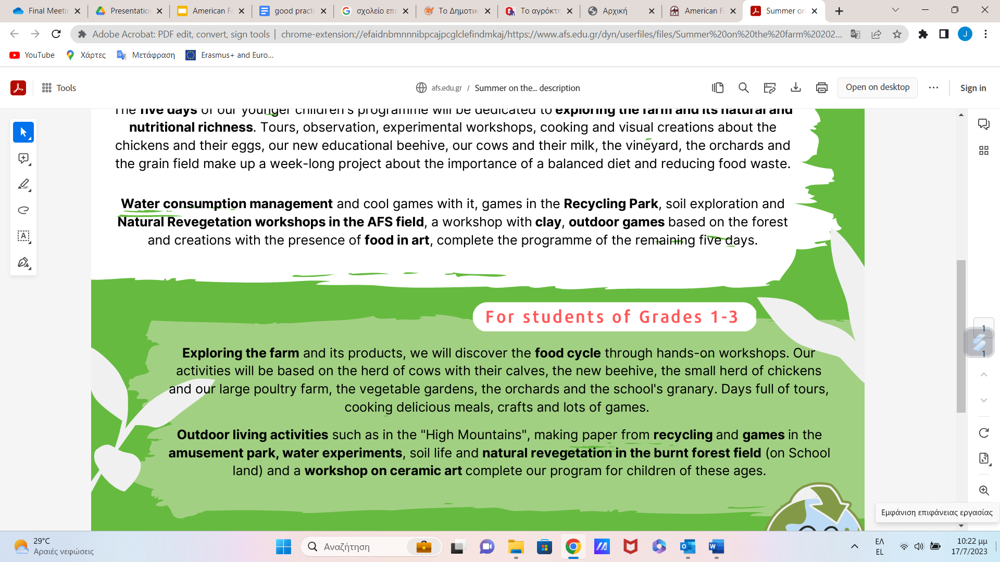 Final Meetin
Presentation
American Fa
good practi
σχολείο επι
Το Δημοτικ
Το αγρόκτη
Αρχική
American Fa
Summer on
Adobe Acrobat: PDF edit, convert, sign tools
chrome-extension://efaidnbmnnnibpcajpcglclefindmkaj/https://www.afs.edu.gr/dyn/userfiles/files/Summer%20on%20the%20farm%20202...
J
YouTube
Χάρτες
Μετάφραση
Erasmus+ and Euro...
Tools
afs.edu.gr / Summer on the... description
Open on desktop
Sign in
The five days of our younger children's programme will be dedicated to exploring the farm and its natural and
nutritional richness. Tours, observation, experimental workshops, cooking and visual creations about the
chickens and their eggs, our new educational beehive, our cows and their milk, the vineyard, the orchards and
the grain field make up a week-long project about the importance of a balanced diet and reducing food waste.
Water consumption management and cool games with it, games in the Recycling Park, soil exploration and
Natural Revegetation workshops in the AFS field, a workshop with clay, outdoor games based on the forest
and creations with the presence of food in art, complete the programme of the remaining five days.
For students of Grades 1-3
Exploring the farm and its products, we will discover the food cycle through hands-on workshops. Our
activities will be based on the herd of cows with their calves, the new beehive, the small herd of chickens
and our large poultry farm, the vegetable gardens, the orchards and the school's granary. Days full of tours,
cooking delicious meals, crafts and lots of games.
Outdoor living activities such as in the "High Mountains", making paper from recycling and games in the
amusement park, water experiments, soil life and natural revegetation in the burnt forest field (on School
land) and a workshop on ceramic art complete our program for children of these ages.
1
1
Εμφάνιση επιφάνειας εργασίας
29°C
Αραιές νεφώσεις
Αναζήτηση
ΕΛ
EL
10:22 μμ
17/7/2023